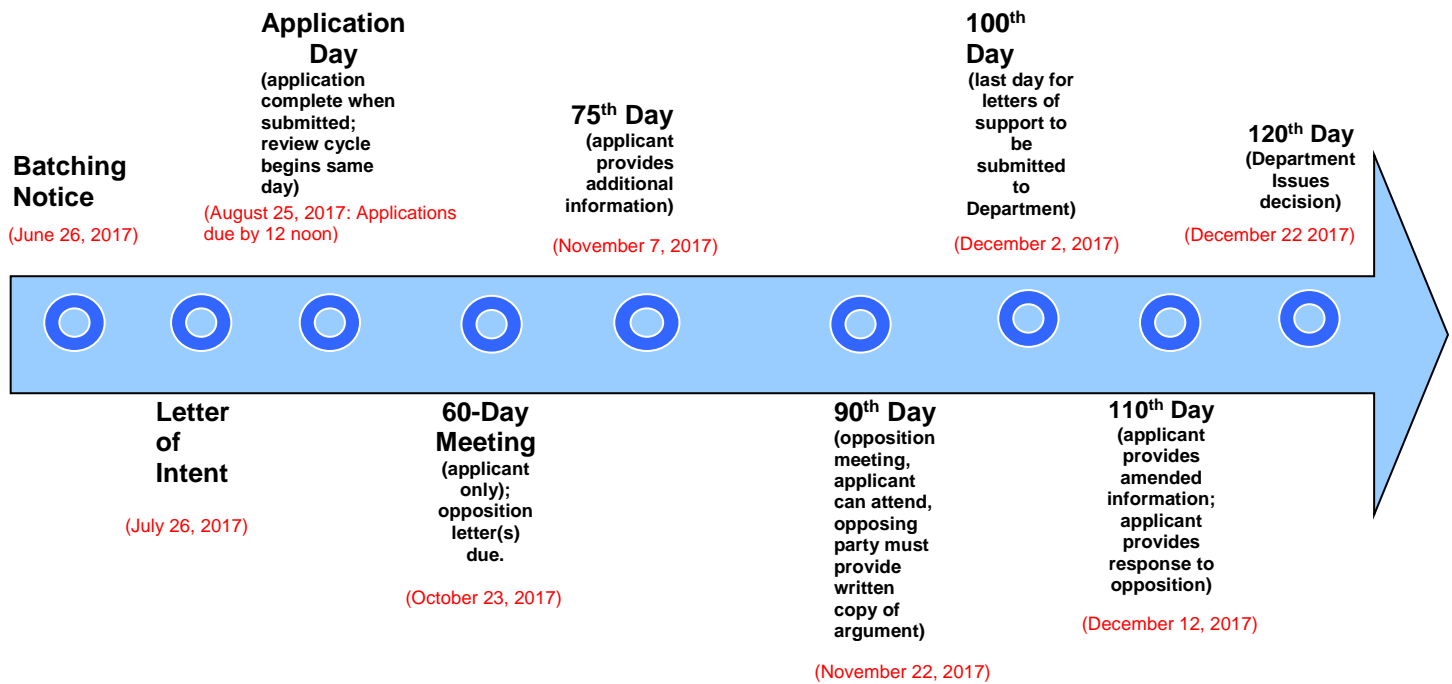 Batching
Notice
(June 26, 2017)
Letter
of
Intent
(July 26, 2017)
Application
Day
(application
complete when
submitted;
review cycle
begins same
day)
(August 25, 2017: Applications
due by 12 noon)
60-Day
Meeting
(applicant
only);
opposition
letter(s)
due.
(October 23, 2017)
75th Day
(applicant
provides
additional
information)
(November 7, 2017)
90th Day
(opposition
meeting,
applicant
can attend,
opposing
party must
provide
written
copy of
argument)
(November 22, 2017)
100th
Day
(last day for
letters of
support to
be
submitted
to
Department)
(December 2, 2017)
110th Day
(applicant
provides
amended
information;
applicant
provides
response to
opposition)
(December 12, 2017)
120th Day
(Department
Issues
decision)
(December 22 2017)